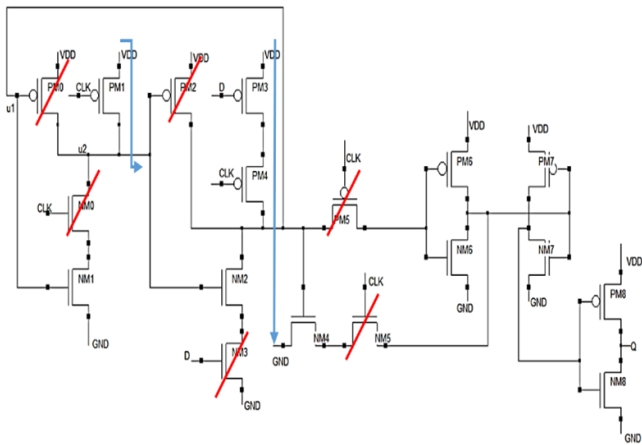 VDD
VDD
VDD
VDD
PM0
CLK
PM1
PM2
D
PM3
u1
u2
CLK
PM4
CLK
PM5
VDD
PM6
VDD
PM7
CLK
NM0
NM1
GND
NM2
D
NM3
GND
GND
NM4
CLK
NM5
NM6
GND
NM7
GND
VDD
PM8
Q
NM8
GND